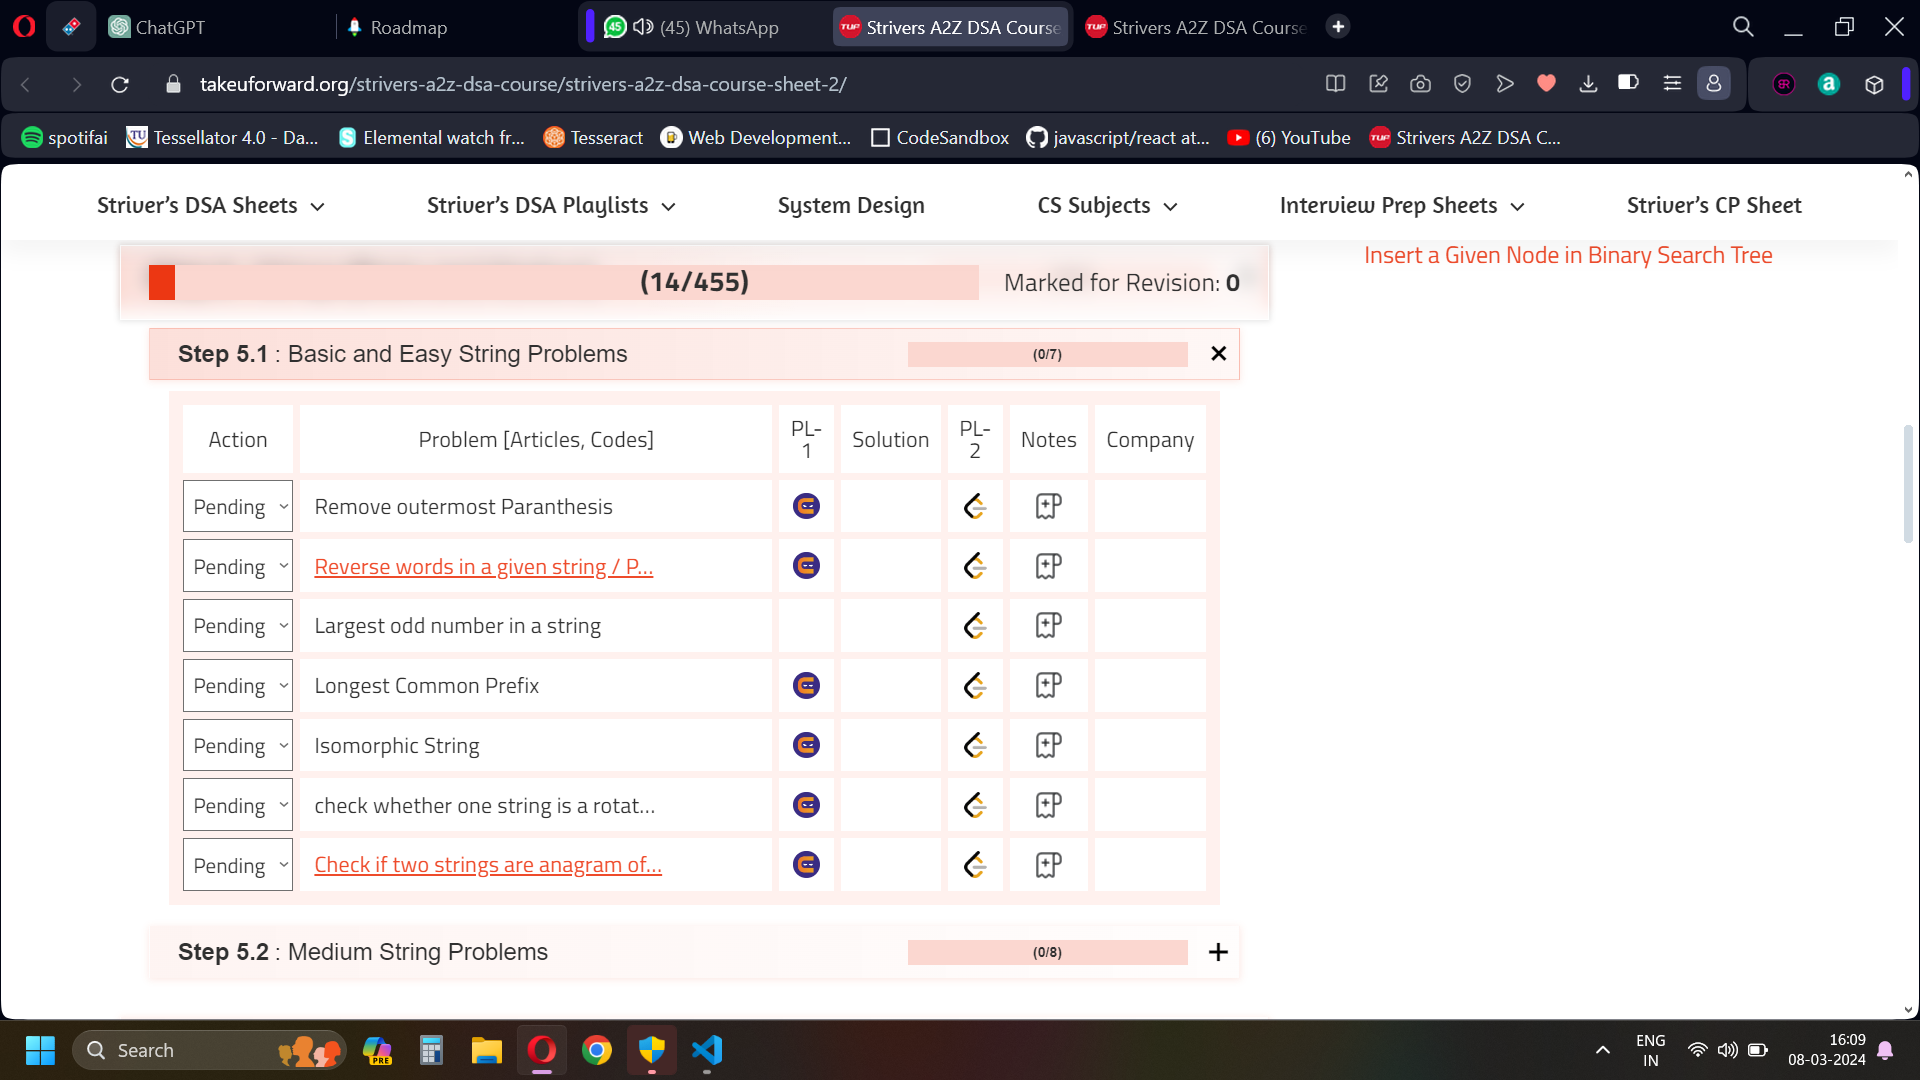 ChatGPT
Roadmap
45
(45) WhatsApp
TUF
Strivers A2Z DSA Course
TUF
Strivers A2Z DSA Course
takeuforward.org/strivers-a2z-dsa-course/strivers-a2z-dsa-course-sheet-2/
spotifai
TU
Tessellator 4.0 - Da...
Elemental watch fr...
Tesseract
Web Development...
CodeSandbox
javascript/react at...
(6) YouTube
TUF
Strivers A2Z DSA C...
Striver’s DSA Sheets
Striver’s DSA Playlists
System Design
CS Subjects
Interview Prep Sheets
Striver’s CP Sheet
Insert a Given Node in Binary Search Tree
(14/455)
Marked for Revision: 0
Step 5.1 : Basic and Easy String Problems
(0/7)
Action
Problem [Articles, Codes]
PL-
1
Solution
PL-
2
Notes
Company
Pending
Remove outermost Paranthesis
Pending
Reverse words in a given string / P...
Pending
Largest odd number in a string
Pending
Longest Common Prefix
Pending
Isomorphic String
Pending
check whether one string is a rotat...
Pending
Check if two strings are anagram of...
Step 5.2 : Medium String Problems
(0/8)
Search
PRE
ENG
IN
16:09
08-03-2024